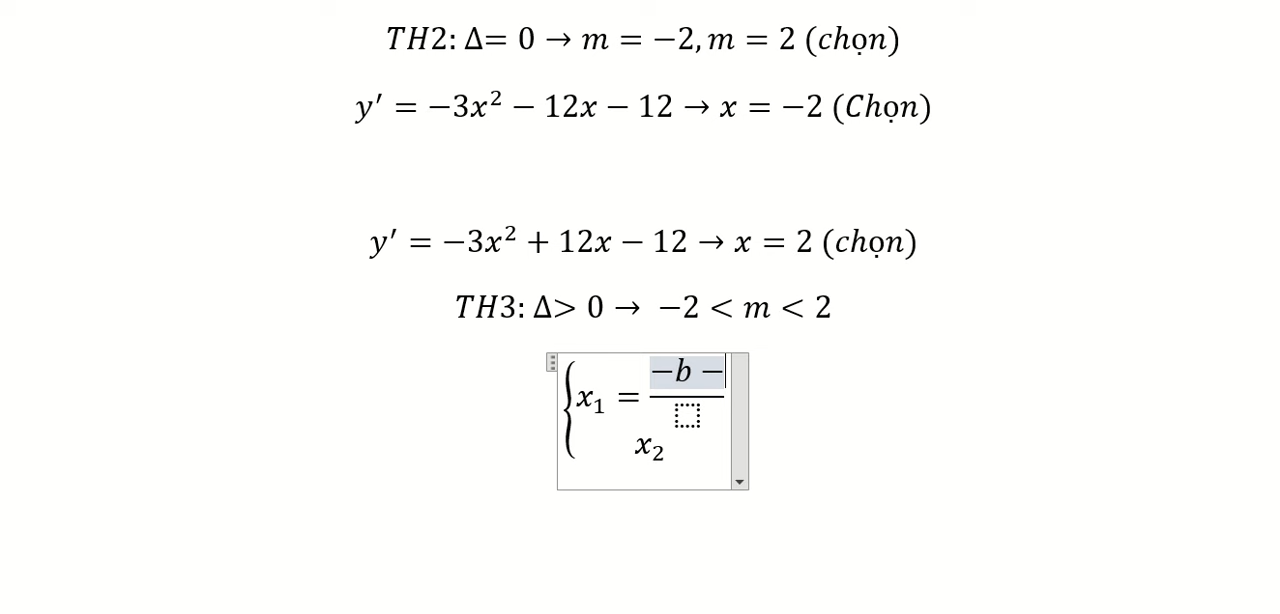 TH2: Δ= 0 → m = −2, m = 2 (chọn)
y′ = −3x² − 12x − 12 → x = −2 (Chọn)
y′ = −3x² + 12x − 12 → x = 2 (chọn)
TH3: Δ> 0 → −2 < m < 2
{ x₁ = −b −
x₂